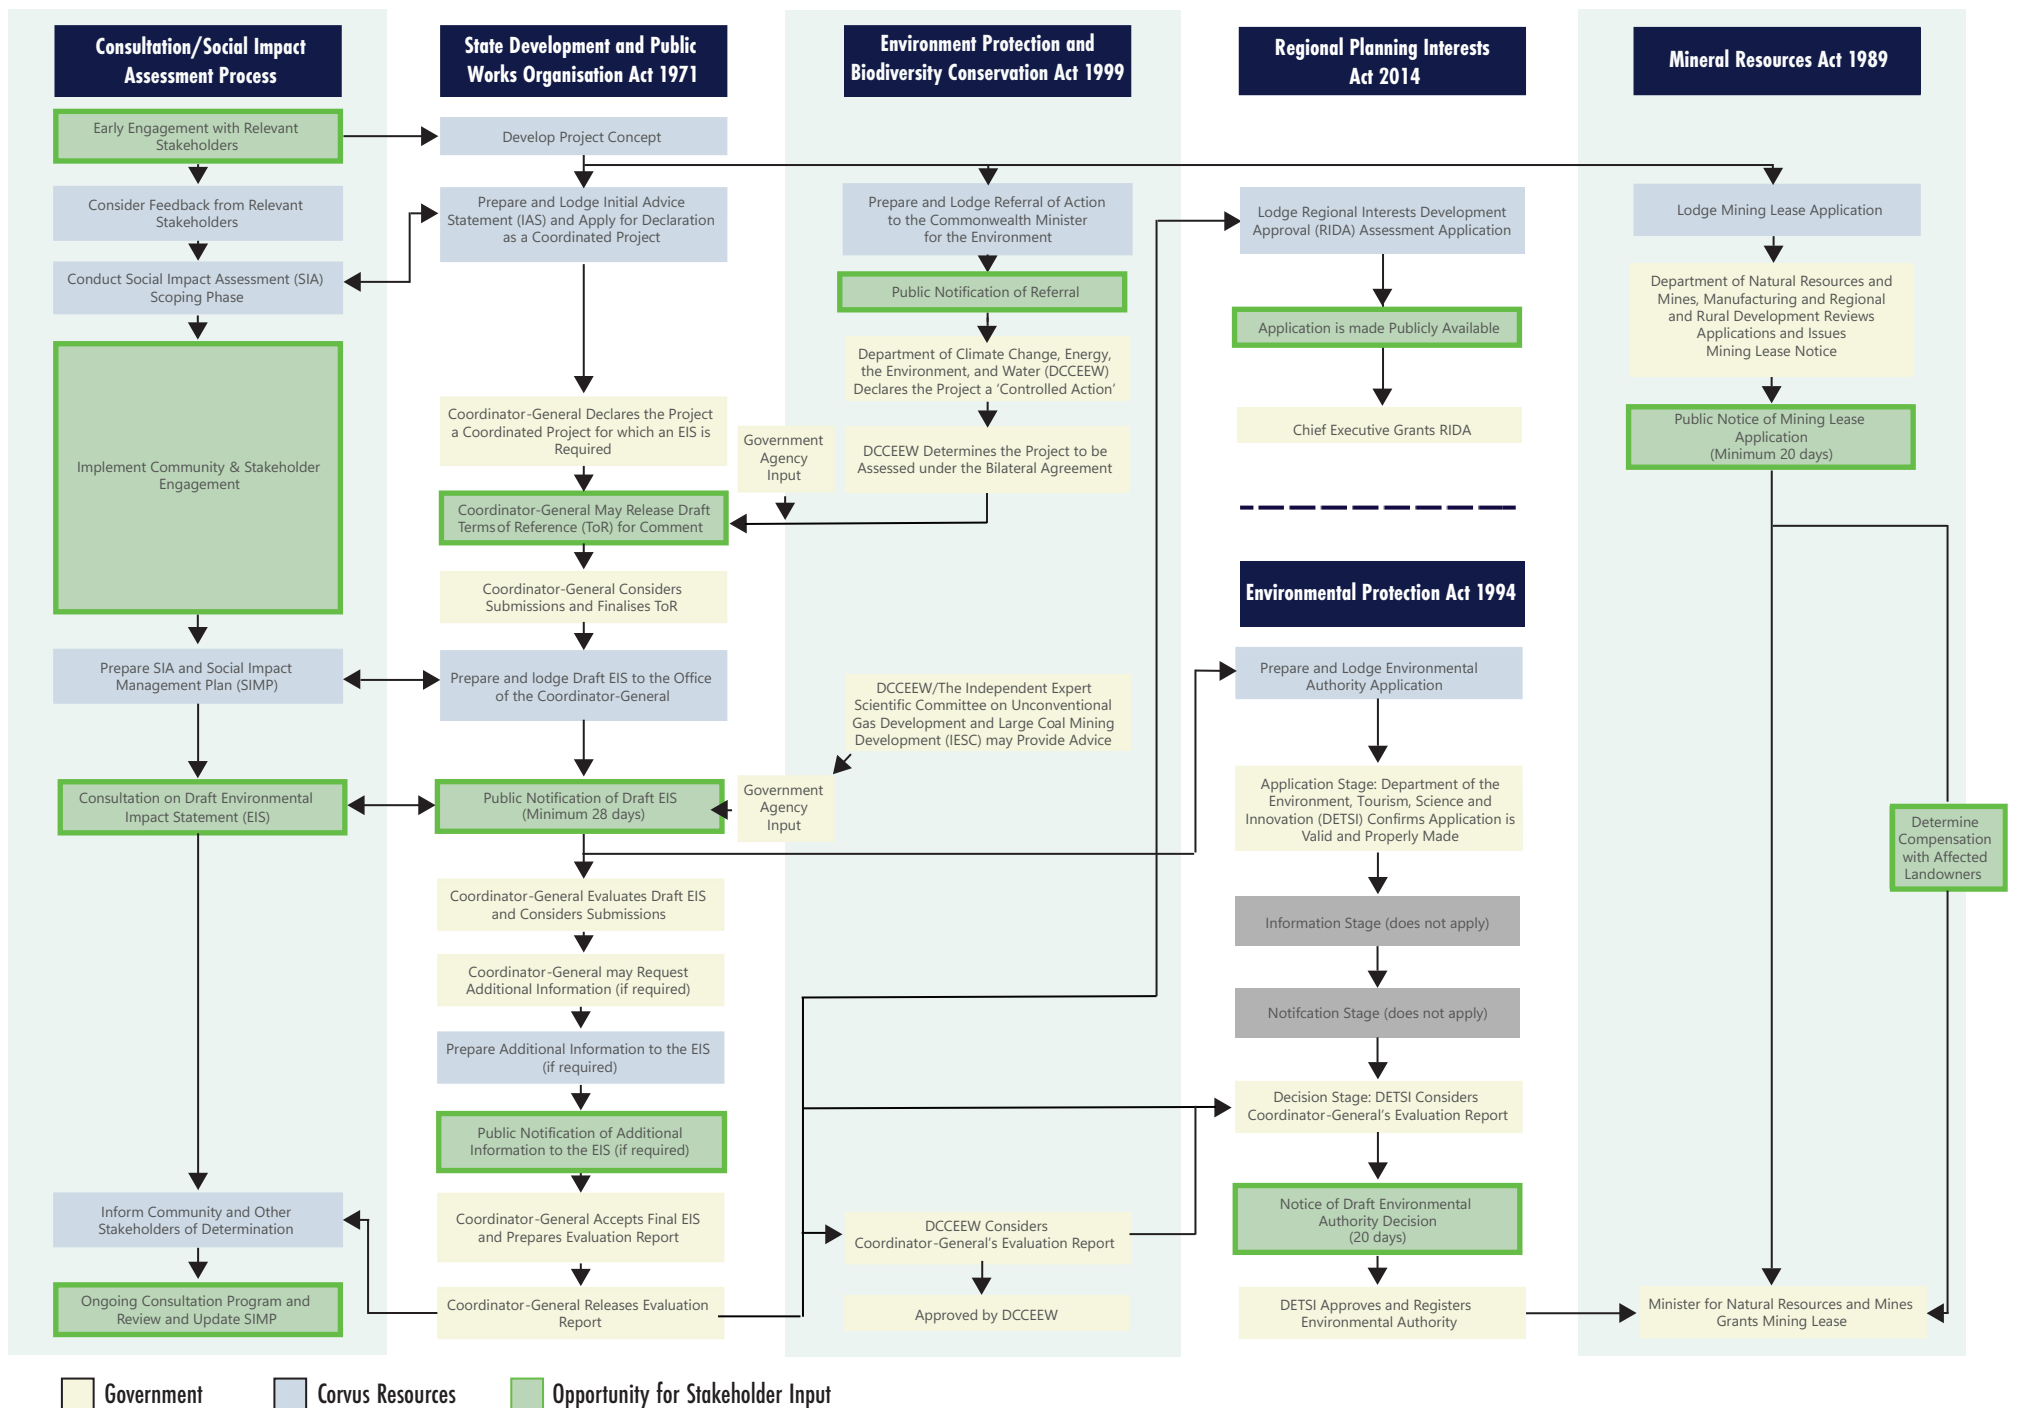 Consultation/Social Impact
Assessment Process
Early Engagement with Relevant
Stakeholders
Consider Feedback from Relevant
Stakeholders
Conduct Social Impact Assessment (SIA)
Scoping Phase
Implement Community & Stakeholder
Engagement
Prepare SIA and Social Impact
Management Plan (SIMP)
Consultation on Draft Environmental
Impact Statement (EIS)
Inform Community and Other
Stakeholders of Determination
Ongoing Consultation Program and
Review and Update SIMP
State Development and Public
Works Organisation Act 1971
Develop Project Concept
Prepare and Lodge Initial Advice
Statement (IAS) and Apply for Declaration
as a Coordinated Project
Coordinator-General Declares the Project
a Coordinated Project for which an EIS is
Required
Government
Agency
Input
Coordinator-General May Release Draft
Terms of Reference (ToR) for Comment
Coordinator-General Considers
Submissions and Finalises ToR
Prepare and lodge Draft EIS to the Office
of the Coordinator-General
Public Notification of Draft EIS
(Minimum 28 days)
Government
Agency
Input
Coordinator-General Evaluates Draft EIS
and Considers Submissions
Coordinator-General may Request
Additional Information (if required)
Prepare Additional Information to the EIS
(if required)
Public Notification of Additional
Information to the EIS (if required)
Coordinator-General Accepts Final EIS
and Prepares Evaluation Report
Coordinator-General Releases Evaluation
Report
Environment Protection and
Biodiversity Conservation Act 1999
Prepare and Lodge Referral of Action
to the Commonwealth Minister
for the Environment
Public Notification of Referral
Department of Climate Change, Energy,
the Environment, and Water (DCCEEW)
Declares the Project a ‘Controlled Action’
DCCEEW Determines the Project to be
Assessed under the Bilateral Agreement
DCCEEW/The Independent Expert
Scientific Committee on Unconventional
Gas Development and Large Coal Mining
Development (IESC) may Provide Advice
DCCEEW Considers
Coordinator-General’s Evaluation Report
Approved by DCCEEW
Regional Planning Interests
Act 2014
Lodge Regional Interests Development
Approval (RIDA) Assessment Application
Application is made Publicly Available
Chief Executive Grants RIDA
Environmental Protection Act 1994
Prepare and Lodge Environmental
Authority Application
Application Stage: Department of the
Environment, Tourism, Science and
Innovation (DETSI) Confirms Application is
Valid and Properly Made
Information Stage (does not apply)
Notifcation Stage (does not apply)
Decision Stage: DETSI Considers
Coordinator-General’s Evaluation Report
Notice of Draft Environmental
Authority Decision
(20 days)
DETSI Approves and Registers
Environmental Authority
Mineral Resources Act 1989
Lodge Mining Lease Application
Department of Natural Resources and
Mines, Manufacturing and Regional
and Rural Development Reviews
Applications and Issues
Mining Lease Notice
Public Notice of Mining Lease
Application
(Minimum 20 days)
Determine
Compensation
with Affected
Landowners
Minister for Natural Resources and Mines
Grants Mining Lease
Government
Corvus Resources
Opportunity for Stakeholder Input